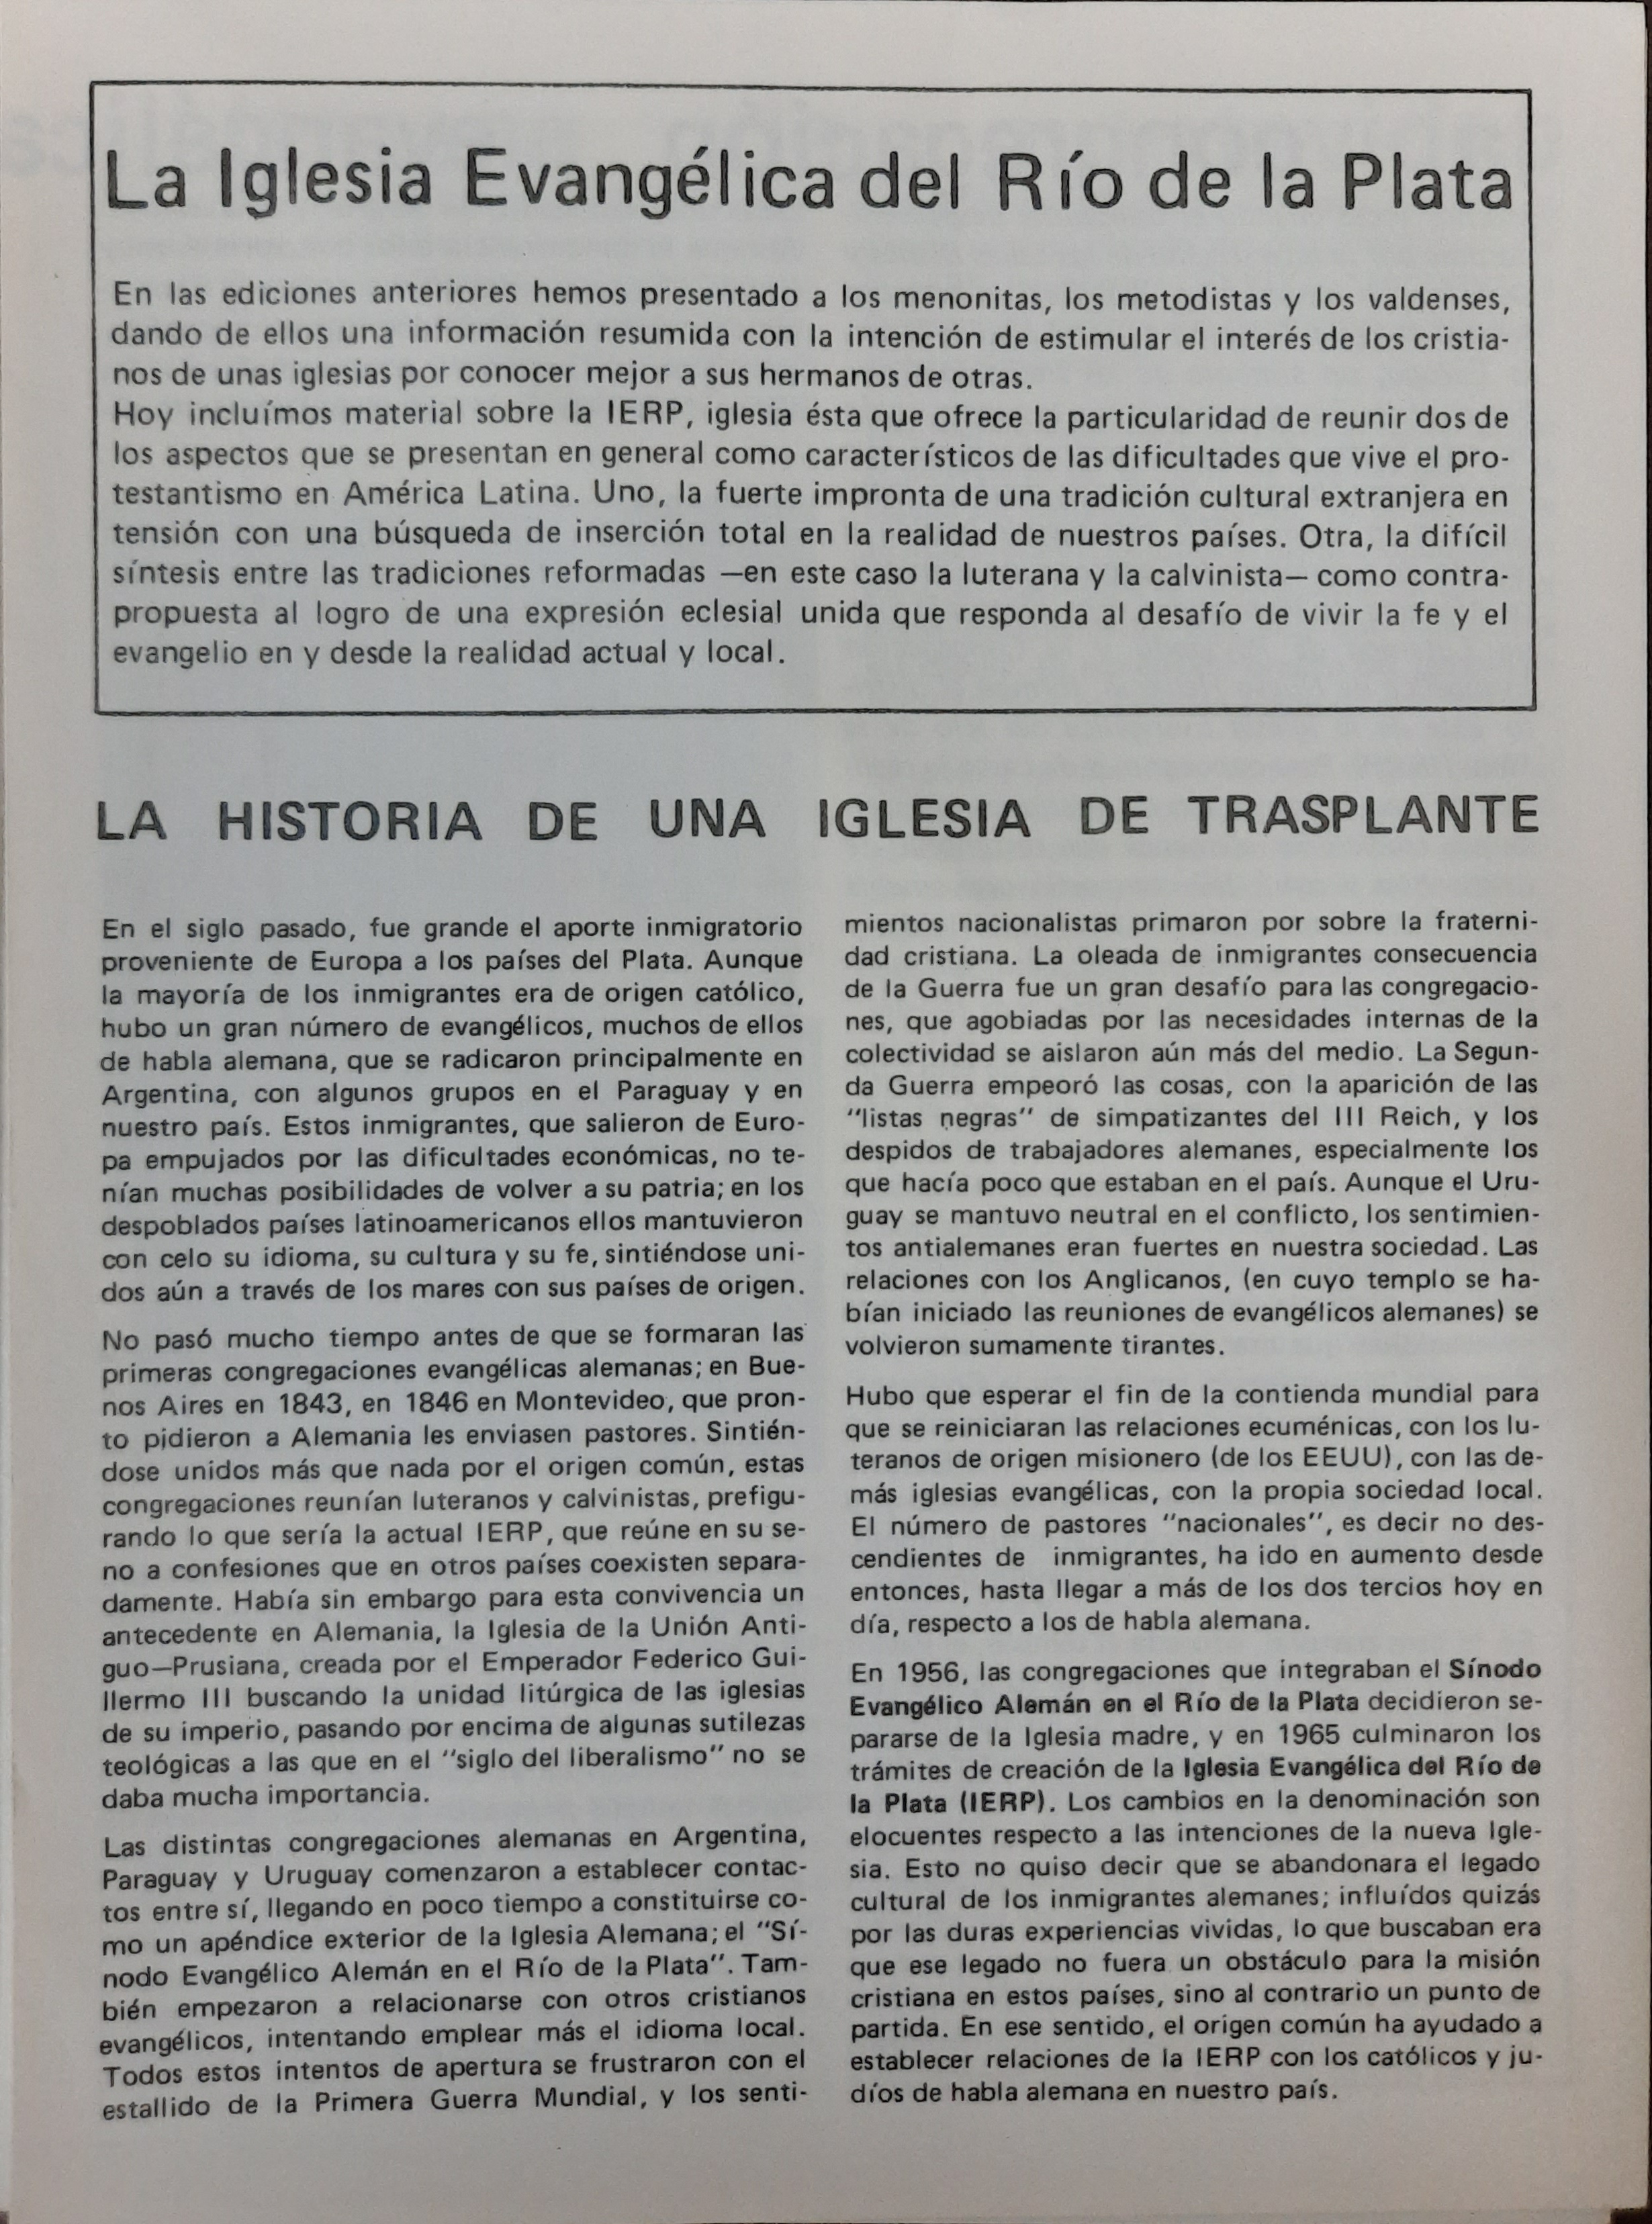 La Iglesia Evangélica del Río de la Plata
En las ediciones anteriores hemos presentado a los menonitas, los metodistas y los valdenses,
dando de ellos una información resumida con la intención de estimular el interés de los cristia-
nos de unas iglesias por conocer mejor a sus hermanos de otras.
Hoy incluímos material sobre la IERP, iglesia ésta que ofrece la particularidad de reunir dos de
los aspectos que se presentan en general como característicos de las dificultades que vive el pro-
testantismo en América Latina. Uno, la fuerte impronta de una tradición cultural extranjera en
tensión con una búsqueda de inserción total en la realidad de nuestros países. Otra, la difícil
síntesis entre las tradiciones reformadas —en este caso la luterana y la calvinista— como contra-
propuesta al logro de una expresión eclesial unida que responda al desafío de vivir la fe y el
evangelio en y desde la realidad actual y local.
LA HISTORIA DE UNA IGLESIA DE TRASPLANTE
En el siglo pasado, fue grande el aporte inmigratorio
proveniente de Europa a los países del Plata. Aunque
la mayoría de los inmigrantes era de origen católico,
hubo un gran número de evangélicos, muchos de ellos
de habla alemana, que se radicaron principalmente en
Argentina, con algunos grupos en el Paraguay y en
nuestro país. Estos inmigrantes, que salieron de Euro-
pa empujados por las dificultades económicas, no te-
nían muchas posibilidades de volver a su patria; en los
despoblados países latinoamericanos ellos mantuvieron
con celo su idioma, su cultura y su fe, sintiéndose uni-
dos aún a través de los mares con sus países de origen.
No pasó mucho tiempo antes de que se formaran las
primeras congregaciones evangélicas alemanas; en Bue-
nos Aires en 1843, en 1846 en Montevideo, que pron-
to pidieron a Alemania les enviasen pastores. Sintién-
dose unidos más que nada por el origen común, estas
congregaciones reunían luteranos y calvinistas, prefigu-
rando lo que sería la actual IERP, que reúne en su se-
no a confesiones que en otros países coexisten separa-
damente. Había sin embargo para esta convivencia un
antecedente en Alemania, la Iglesia de la Unión Anti-
guo—Prusiana, creada por el Emperador Federico Gui-
llermo III buscando la unidad litúrgica de las iglesias
de su imperio, pasando por encima de algunas sutilezas
teológicas a las que en el "siglo del liberalismo" no se
daba mucha importancia.
Las distintas congregaciones alemanas en Argentina,
Paraguay y Uruguay comenzaron a establecer contac-
tos entre sí, llegando en poco tiempo a constituirse co-
mo un apéndice exterior de la Iglesia Alemana; el "Sí-
nodo Evangélico Alemán en el Río de la Plata". Tam-
bién empezaron a relacionarse con otros cristianos
evangélicos, intentando emplear más el idioma local.
Todos estos intentos de apertura se frustraron con el
estallido de la Primera Guerra Mundial, y los senti-
mientos nacionalistas primaron por sobre la fraterni-
dad cristiana. La oleada de inmigrantes consecuencia
de la Guerra fue un gran desafío para las congregacio-
nes, que agobiadas por las necesidades internas de la
colectividad se aislaron aún más del medio. La Segun-
da Guerra empeoró las cosas, con la aparición de las
"listas negras" de simpatizantes del III Reich, y los
despidos de trabajadores alemanes, especialmente los
que hacía poco que estaban en el país. Aunque el Uru-
guay se mantuvo neutral en el conflicto, los sentimien-
tos antialemanes eran fuertes en nuestra sociedad. Las
relaciones con los Anglicanos, (en cuyo templo se ha-
bían iniciado las reuniones de evangélicos alemanes) se
volvieron sumamente tirantes.
Hubo que esperar el fin de la contienda mundial para
que se reiniciaran las relaciones ecuménicas, con los lu-
teranos de origen misionero (de los EEUU), con las de-
más iglesias evangélicas, con la propia sociedad local.
El número de pastores "nacionales", es decir no des-
cendientes de inmigrantes, ha ido en aumento desde
entonces, hasta llegar a más de los dos tercios hoy en
día, respecto a los de habla alemana.
En 1956, las congregaciones que integraban el Sínodo
Evangélico Alemán en el Río de la Plata decidieron se-
pararse de la Iglesia madre, y en 1965 culminaron los
trámites de creación de la Iglesia Evangélica del Río de
la Plata (IERP). Los cambios en la denominación son
elocuentes respecto a las intenciones de la nueva Igle-
sia. Esto no quiso decir que se abandonara el legado
cultural de los inmigrantes alemanes; influídos quizás
por las duras experiencias vividas, lo que buscaban era
que ese legado no fuera un obstáculo para la misión
cristiana en estos países, sino al contrario un punto de
partida. En ese sentido, el origen común ha ayudado a
establecer relaciones de la IERP con los católicos y ju-
díos de habla alemana en nuestro país.